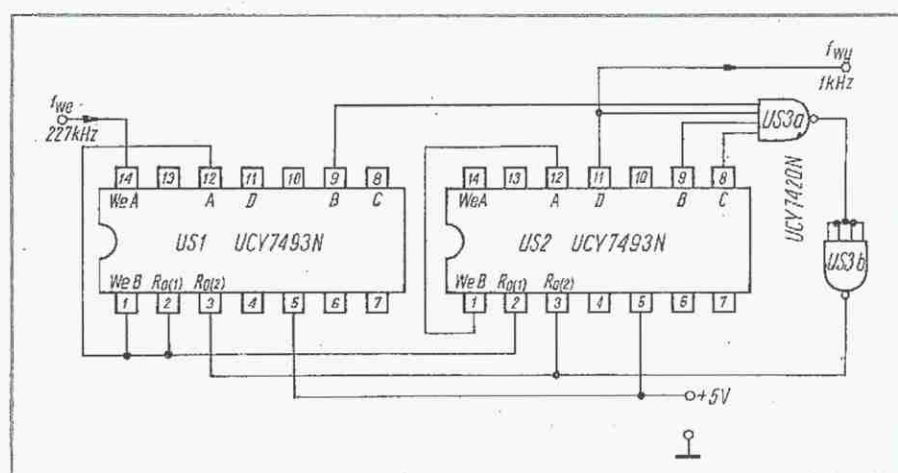 fwe
227kHz
fwy
1kHz
US3a
UCY7420N
US3b
14 13 12 11 10 9 8
WeA A D B C
US1 UCY7493N
WeB R0(1) R0(2)
1 2 3 4 5 6 7
14 13 12 11 10 9 8
WeA A D B C
US2 UCY7493N
WeB R0(1) R0(2)
1 2 3 4 5 6 7
+5V